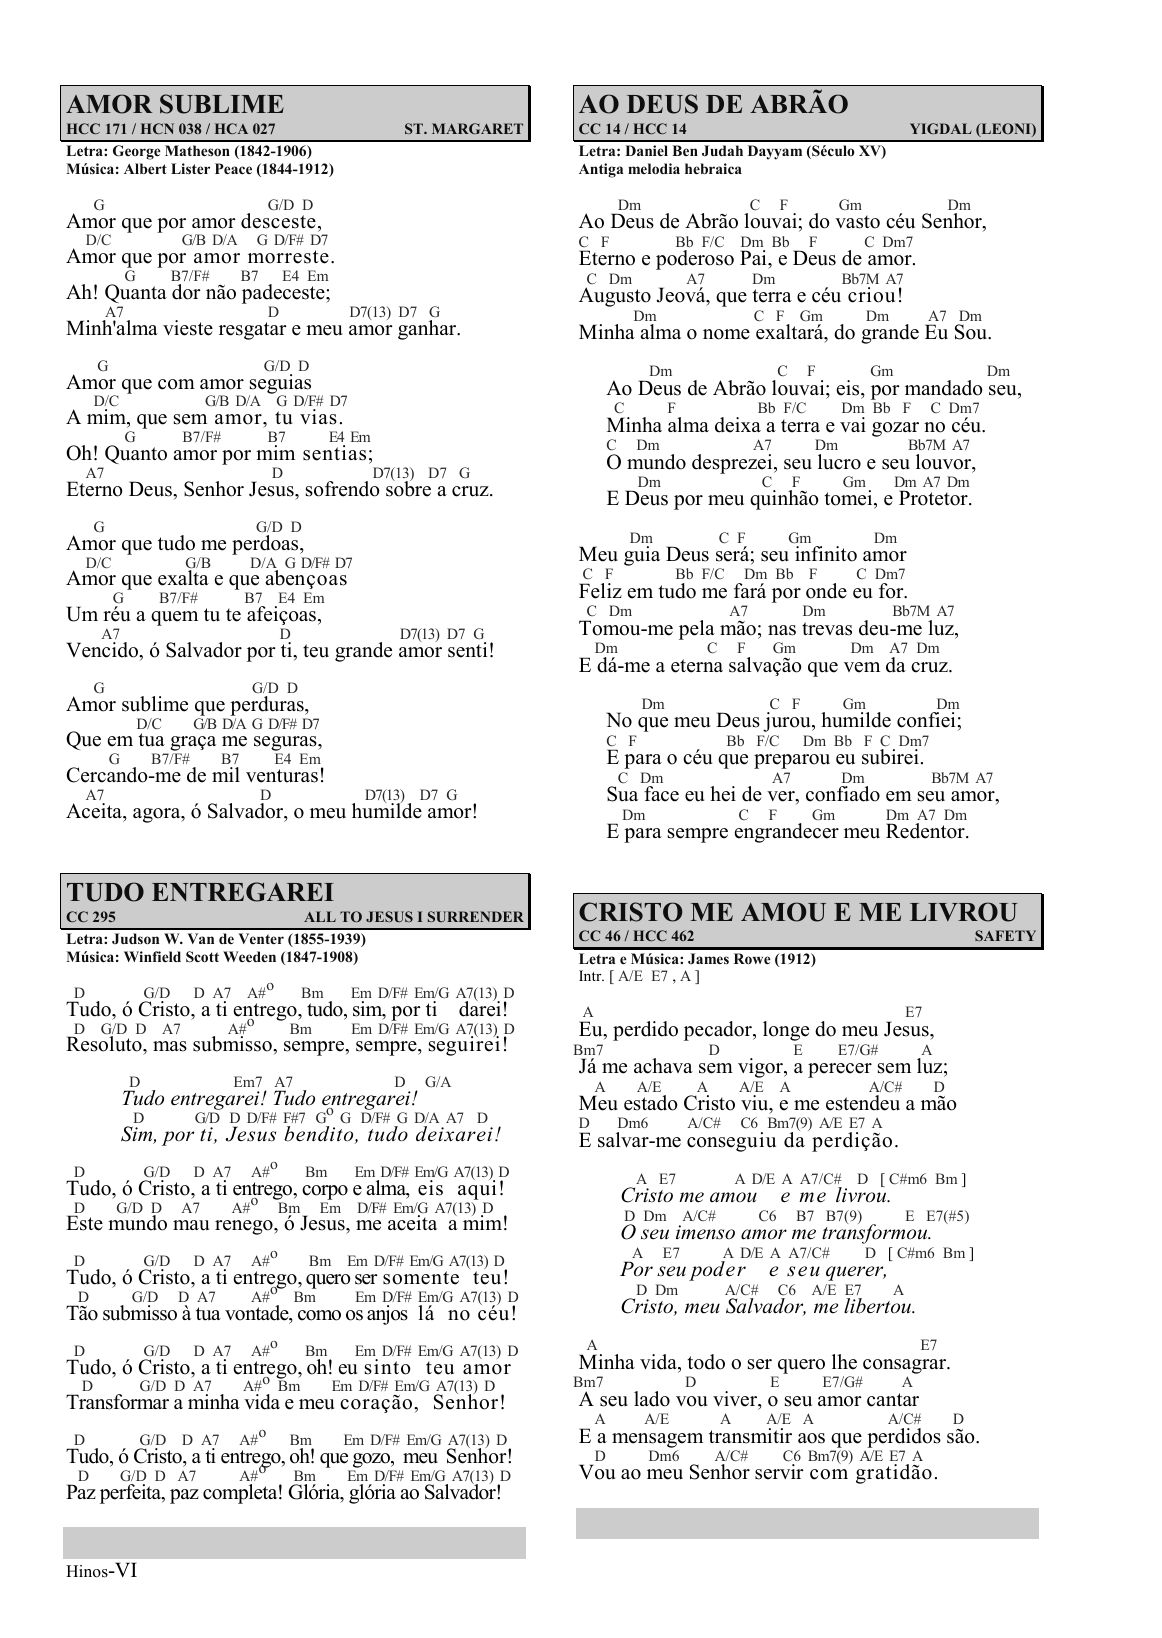 AMOR SUBLIME
HCC 171 / HCN 038 / HCA 027 ST. MARGARET
Letra: George Matheson (1842-1906)
Música: Albert Lister Peace (1844-1912)
G G/D D
Amor que por amor desceste,
D/C G/B D/A G D/F# D7
Amor que por amor morreste.
G B7/F# B7 E4 Em
Ah! Quanta dor não padeceste;
A7 D D7(13) D7 G
Minh'alma vieste resgatar e meu amor ganhar.
G G/D D
Amor que com amor seguias
D/C G/B D/A G D/F# D7
A mim, que sem amor, tu vias.
G B7/F# B7 E4 Em
Oh! Quanto amor por mim sentias;
A7 D D7(13) D7 G
Eterno Deus, Senhor Jesus, sofrendo sobre a cruz.
G G/D D
Amor que tudo me perdoas,
D/C G/B D/A G D/F# D7
Amor que exalta e que abençoas
G B7/F# B7 E4 Em
Um réu a quem tu te afeiçoas,
A7 D D7(13) D7 G
Vencido, ó Salvador por ti, teu grande amor senti!
G G/D D
Amor sublime que perduras,
D/C G/B D/A G D/F# D7
Que em tua graça me seguras,
G B7/F# B7 E4 Em
Cercando-me de mil venturas!
A7 D D7(13) D7 G
Aceita, agora, ó Salvador, o meu humilde amor!
TUDO ENTREGAREI
CC 295 ALL TO JESUS I SURRENDER
Letra: Judson W. Van de Venter (1855-1939)
Música: Winfield Scott Weeden (1847-1908)
D G/D D A7 A#o Bm Em D/F# Em/G A7(13) D
Tudo, ó Cristo, a ti entrego, tudo, sim, por ti darei!
D G/D D A7 A#o Bm Em D/F# Em/G A7(13) D
Resoluto, mas submisso, sempre, sempre, seguirei!
D Em7 A7 D G/A
Tudo entregarei! Tudo entregarei!
D G/D D D/F# F#7 Go G D/F# G D/A A7 D
Sim, por ti, Jesus bendito, tudo deixarei!
D G/D D A7 A#o Bm Em D/F# Em/G A7(13) D
Tudo, ó Cristo, a ti entrego, corpo e alma, eis aqui!
D G/D D A7 A#o Bm Em D/F# Em/G A7(13) D
Este mundo mau renego, ó Jesus, me aceita a mim!
D G/D D A7 A#o Bm Em D/F# Em/G A7(13) D
Tudo, ó Cristo, a ti entrego, quero ser somente teu!
D G/D D A7 A#o Bm Em D/F# Em/G A7(13) D
Tão submisso à tua vontade, como os anjos lá no céu!
D G/D D A7 A#o Bm Em D/F# Em/G A7(13) D
Tudo, ó Cristo, a ti entrego, oh! eu sinto teu amor
D G/D D A7 A#o Bm Em D/F# Em/G A7(13) D
Transformar a minha vida e meu coração, Senhor!
D G/D D A7 A#o Bm Em D/F# Em/G A7(13) D
Tudo, ó Cristo, a ti entrego, oh! que gozo, meu Senhor!
D G/D D A7 A#o Bm Em D/F# Em/G A7(13) D
Paz perfeita, paz completa! Glória, glória ao Salvador!
Hinos-VI
AO DEUS DE ABRÃO
CC 14 / HCC 14 YIGDAL (LEONI)
Letra: Daniel Ben Judah Dayyam (Século XV)
Antiga melodia hebraica
Dm C F Gm Dm
Ao Deus de Abrão louvai; do vasto céu Senhor,
C F Bb F/C Dm Bb F C Dm7
Eterno e poderoso Pai, e Deus de amor.
C Dm A7 Dm Bb7M A7
Augusto Jeová, que terra e céu criou!
Dm C F Gm Dm A7 Dm
Minha alma o nome exaltará, do grande Eu Sou.
Dm C F Gm Dm
Ao Deus de Abrão louvai; eis, por mandado seu,
C F Bb F/C Dm Bb F C Dm7
Minha alma deixa a terra e vai gozar no céu.
C Dm A7 Dm Bb7M A7
O mundo desprezei, seu lucro e seu louvor,
Dm C F Gm Dm A7 Dm
E Deus por meu quinhão tomei, e Protetor.
Dm C F Gm Dm
Meu guia Deus será; seu infinito amor
C F Bb F/C Dm Bb F C Dm7
Feliz em tudo me fará por onde eu for.
C Dm A7 Dm Bb7M A7
Tomou-me pela mão; nas trevas deu-me luz,
Dm C F Gm Dm A7 Dm
E dá-me a eterna salvação que vem da cruz.
Dm C F Gm Dm
No que meu Deus jurou, humilde confiei;
C F Bb F/C Dm Bb F C Dm7
E para o céu que preparou eu subirei.
C Dm A7 Dm Bb7M A7
Sua face eu hei de ver, confiado em seu amor,
Dm C F Gm Dm A7 Dm
E para sempre engrandecer meu Redentor.
CRISTO ME AMOU E ME LIVROU
CC 46 / HCC 462 SAFETY
Letra e Música: James Rowe (1912)
Intr. [ A/E E7 , A ]
A E7
Eu, perdido pecador, longe do meu Jesus,
Bm7 D E E7/G# A
Já me achava sem vigor, a perecer sem luz;
A A/E A A/E A A/C# D
Meu estado Cristo viu, e me estendeu a mão
D Dm6 A/C# C6 Bm7(9) A/E E7 A
E salvar-me conseguiu da perdição.
A E7 A D/E A A7/C# D [ C#m6 Bm ]
Cristo me amou e me livrou.
D Dm A/C# C6 B7 B7(9) E E7(#5)
O seu imenso amor me transformou.
A E7 A D/E A A7/C# D [ C#m6 Bm ]
Por seu poder e seu querer,
D Dm A/C# C6 A/E E7 A
Cristo, meu Salvador, me libertou.
A E7
Minha vida, todo o ser quero lhe consagrar.
Bm7 D E E7/G# A
A seu lado vou viver, o seu amor cantar
A A/E A A/E A A/C# D
E a mensagem transmitir aos que perdidos são.
D Dm6 A/C# C6 Bm7(9) A/E E7 A
Vou ao meu Senhor servir com gratidão.